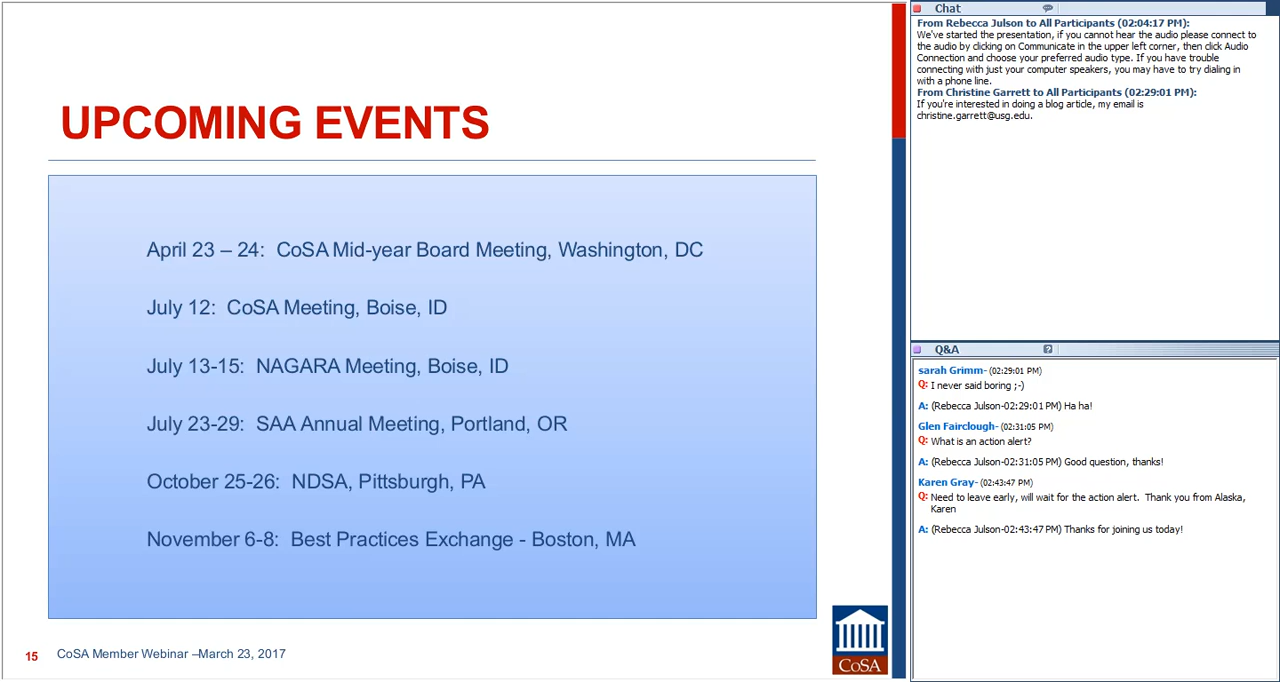 UPCOMING EVENTS
April 23 – 24:  CoSA Mid-year Board Meeting, Washington, DC
July 12:  CoSA Meeting, Boise, ID
July 13-15:  NAGARA Meeting, Boise, ID
July 23-29:  SAA Annual Meeting, Portland, OR
October 25-26:  NDSA, Pittsburgh, PA
November 6-8:  Best Practices Exchange - Boston, MA
15
CoSA Member Webinar –March 23, 2017
CoSA
Chat
From Rebecca Julson to All Participants (02:04:17 PM):
We've started the presentation, if you cannot hear the audio please connect to
the audio by clicking on Communicate in the upper left corner, then click Audio
Connection and choose your preferred audio type. If you have trouble
connecting with just your computer speakers, you may have to try dialing in
with a phone line.
From Christine Garrett to All Participants (02:29:01 PM):
If you're interested in doing a blog article, my email is
christine.garrett@usg.edu.
Q&A
sarah Grimm- (02:29:01 PM)
Q: I never said boring ;-)
A: (Rebecca Julson-02:29:01 PM) Ha ha!
Glen Fairclough- (02:31:05 PM)
Q: What is an action alert?
A: (Rebecca Julson-02:31:05 PM) Good question, thanks!
Karen Gray- (02:43:47 PM)
Q: Need to leave early, will wait for the action alert.  Thank you from Alaska,
Karen
A: (Rebecca Julson-02:43:47 PM) Thanks for joining us today!